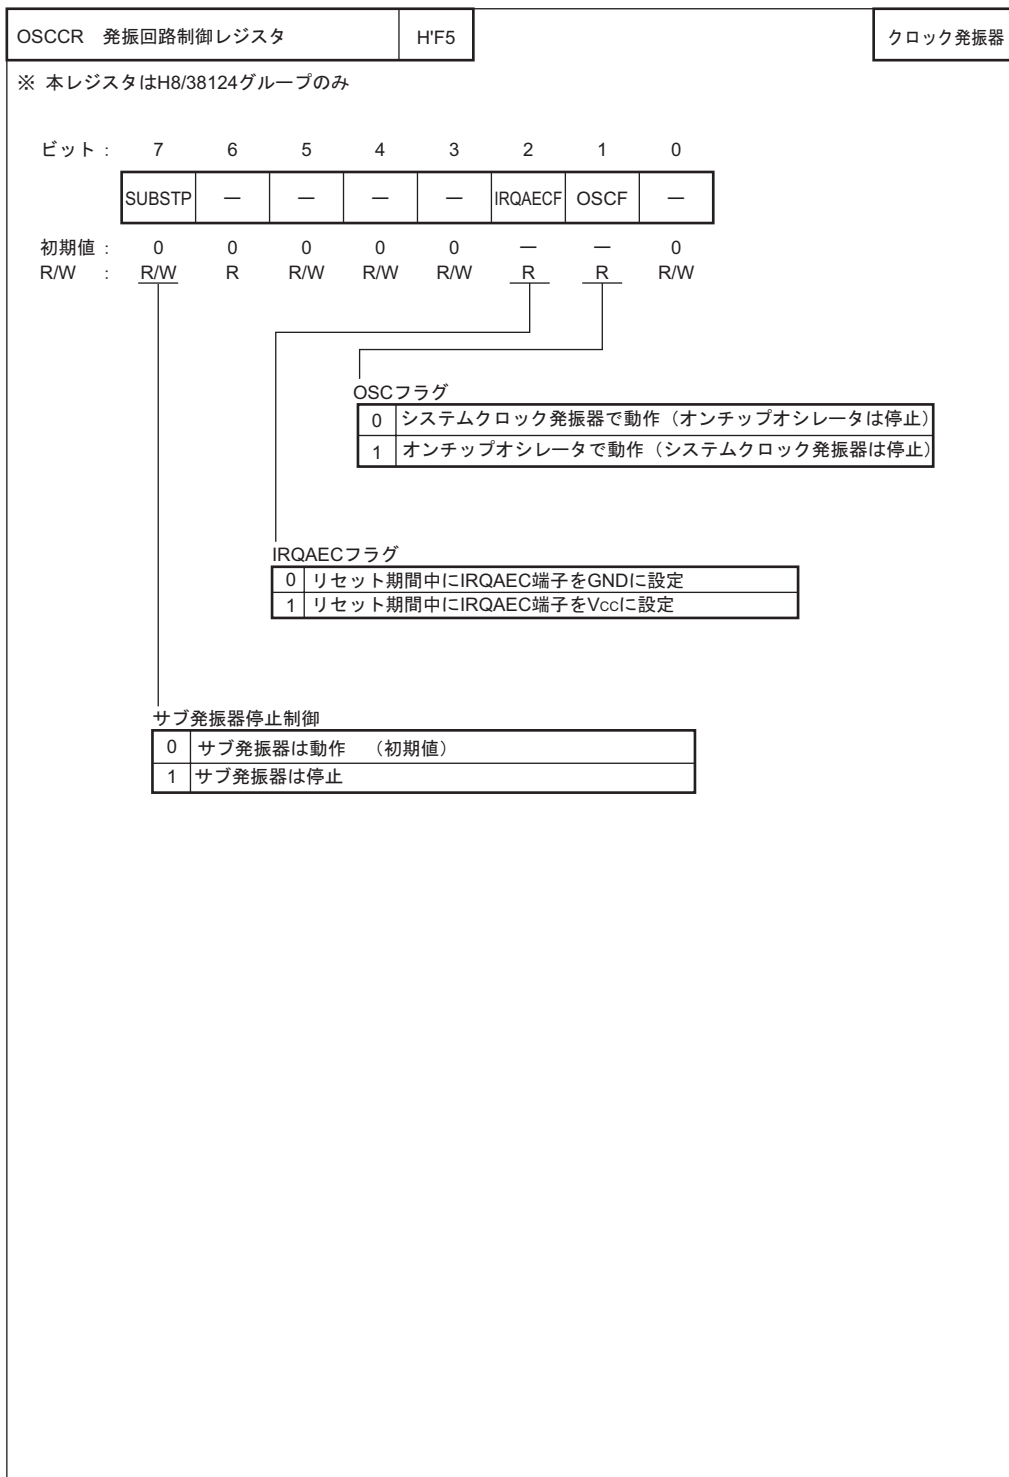 OSCCR 発振回路制御レジスタ H'F5 クロック発振器
※ 本レジスタはH8/38124グループのみ
ビット : 7 6 5 4 3 2 1 0
SUBSTP — — — — IRQAECF OSCF —
初期値 : 0 0 0 0 0 — — 0
R/W : R/W R R/W R/W R/W R R R/W
OSCフラグ
0 システムクロック発振器で動作（オンチップオシレータは停止）
1 オンチップオシレータで動作（システムクロック発振器は停止）
IRQAECフラグ
0 リセット期間中にIRQAEC端子をGNDに設定
1 リセット期間中にIRQAEC端子をVccに設定
サブ発振器停止制御
0 サブ発振器は動作 （初期値）
1 サブ発振器は停止